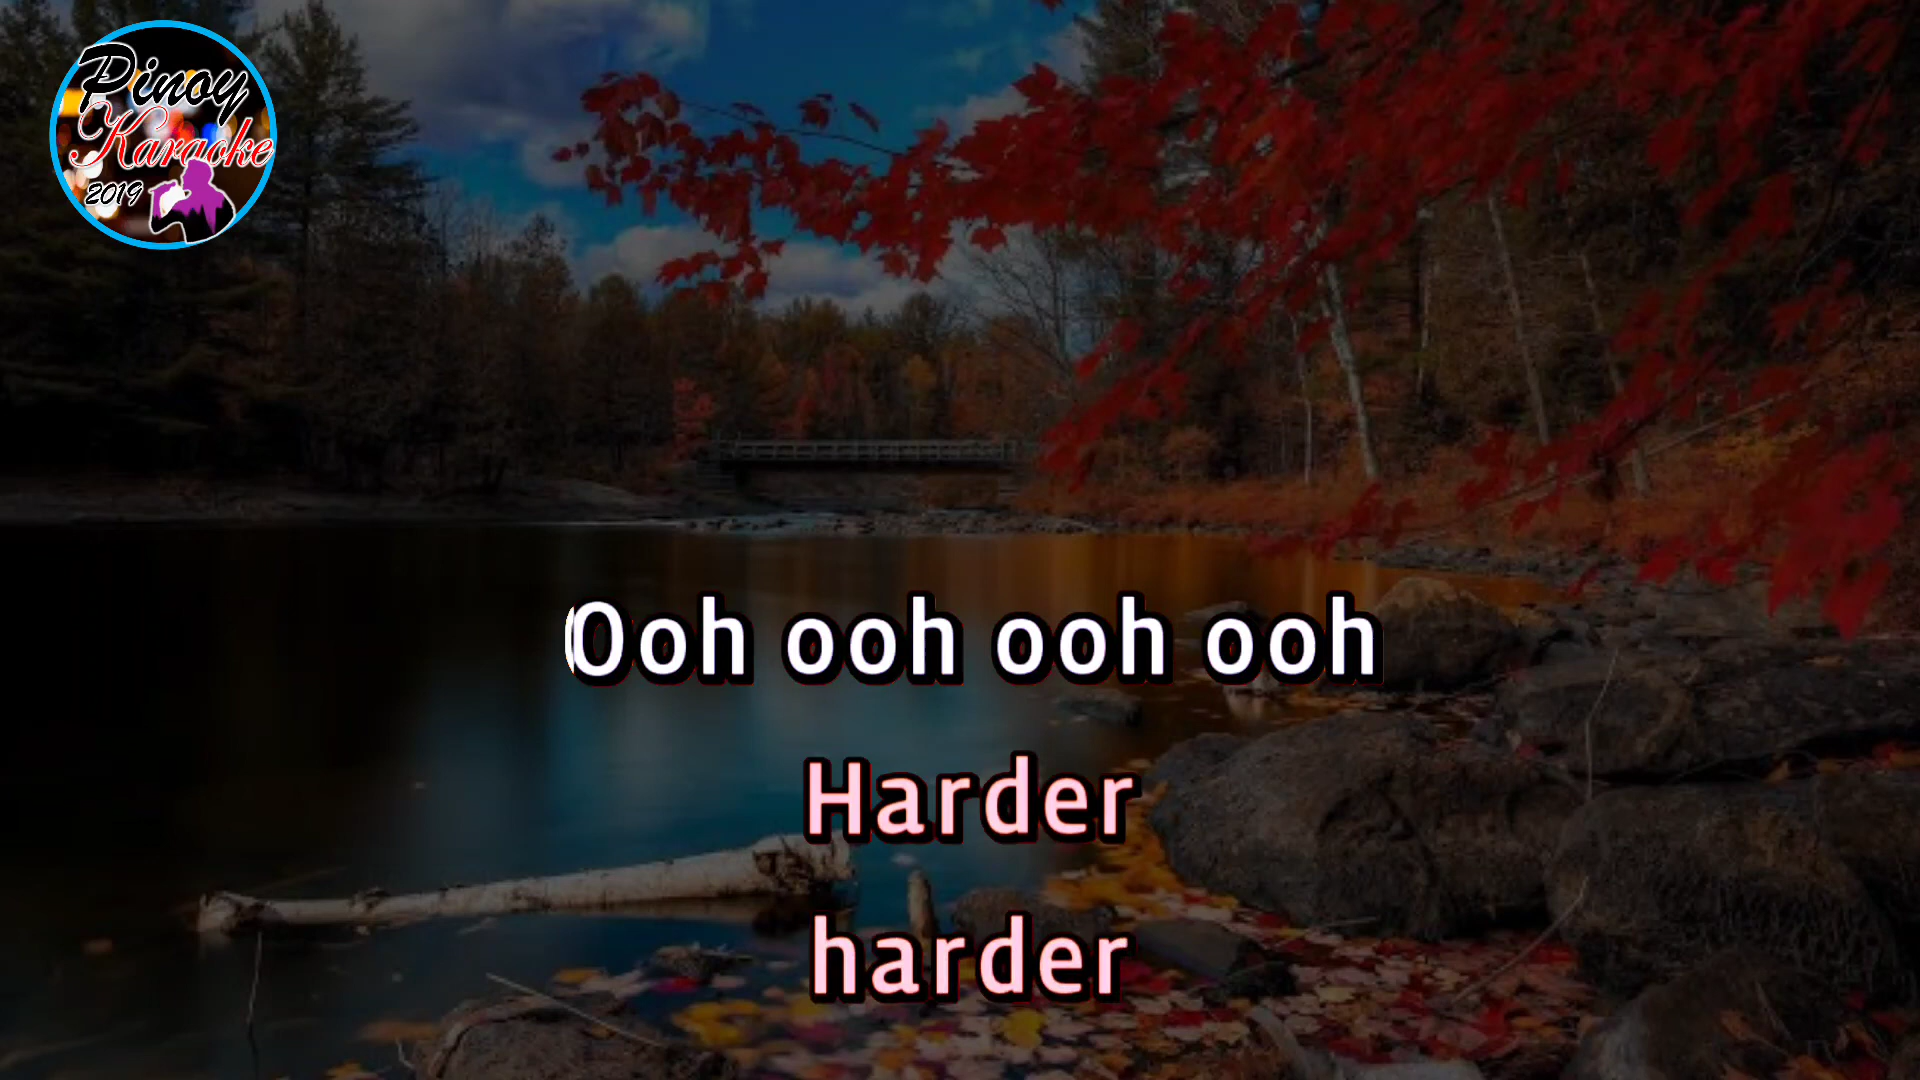 Pinoy
Karaoke
2019
Ooh ooh ooh ooh
Harder
harder